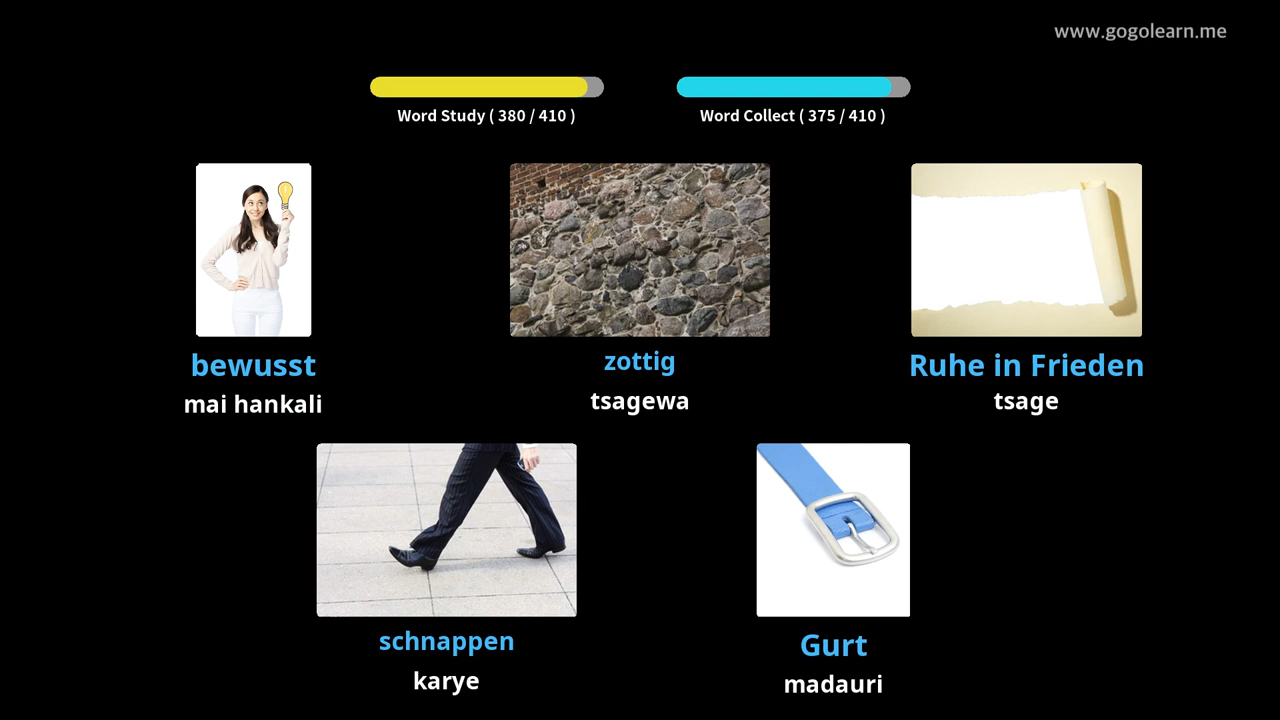 www.gogolearn.me
Word Study ( 380 / 410 )
Word Collect ( 375 / 410 )
bewusst
mai hankali
zottig
tsagewa
Ruhe in Frieden
tsage
schnappen
karye
Gurt
madauri